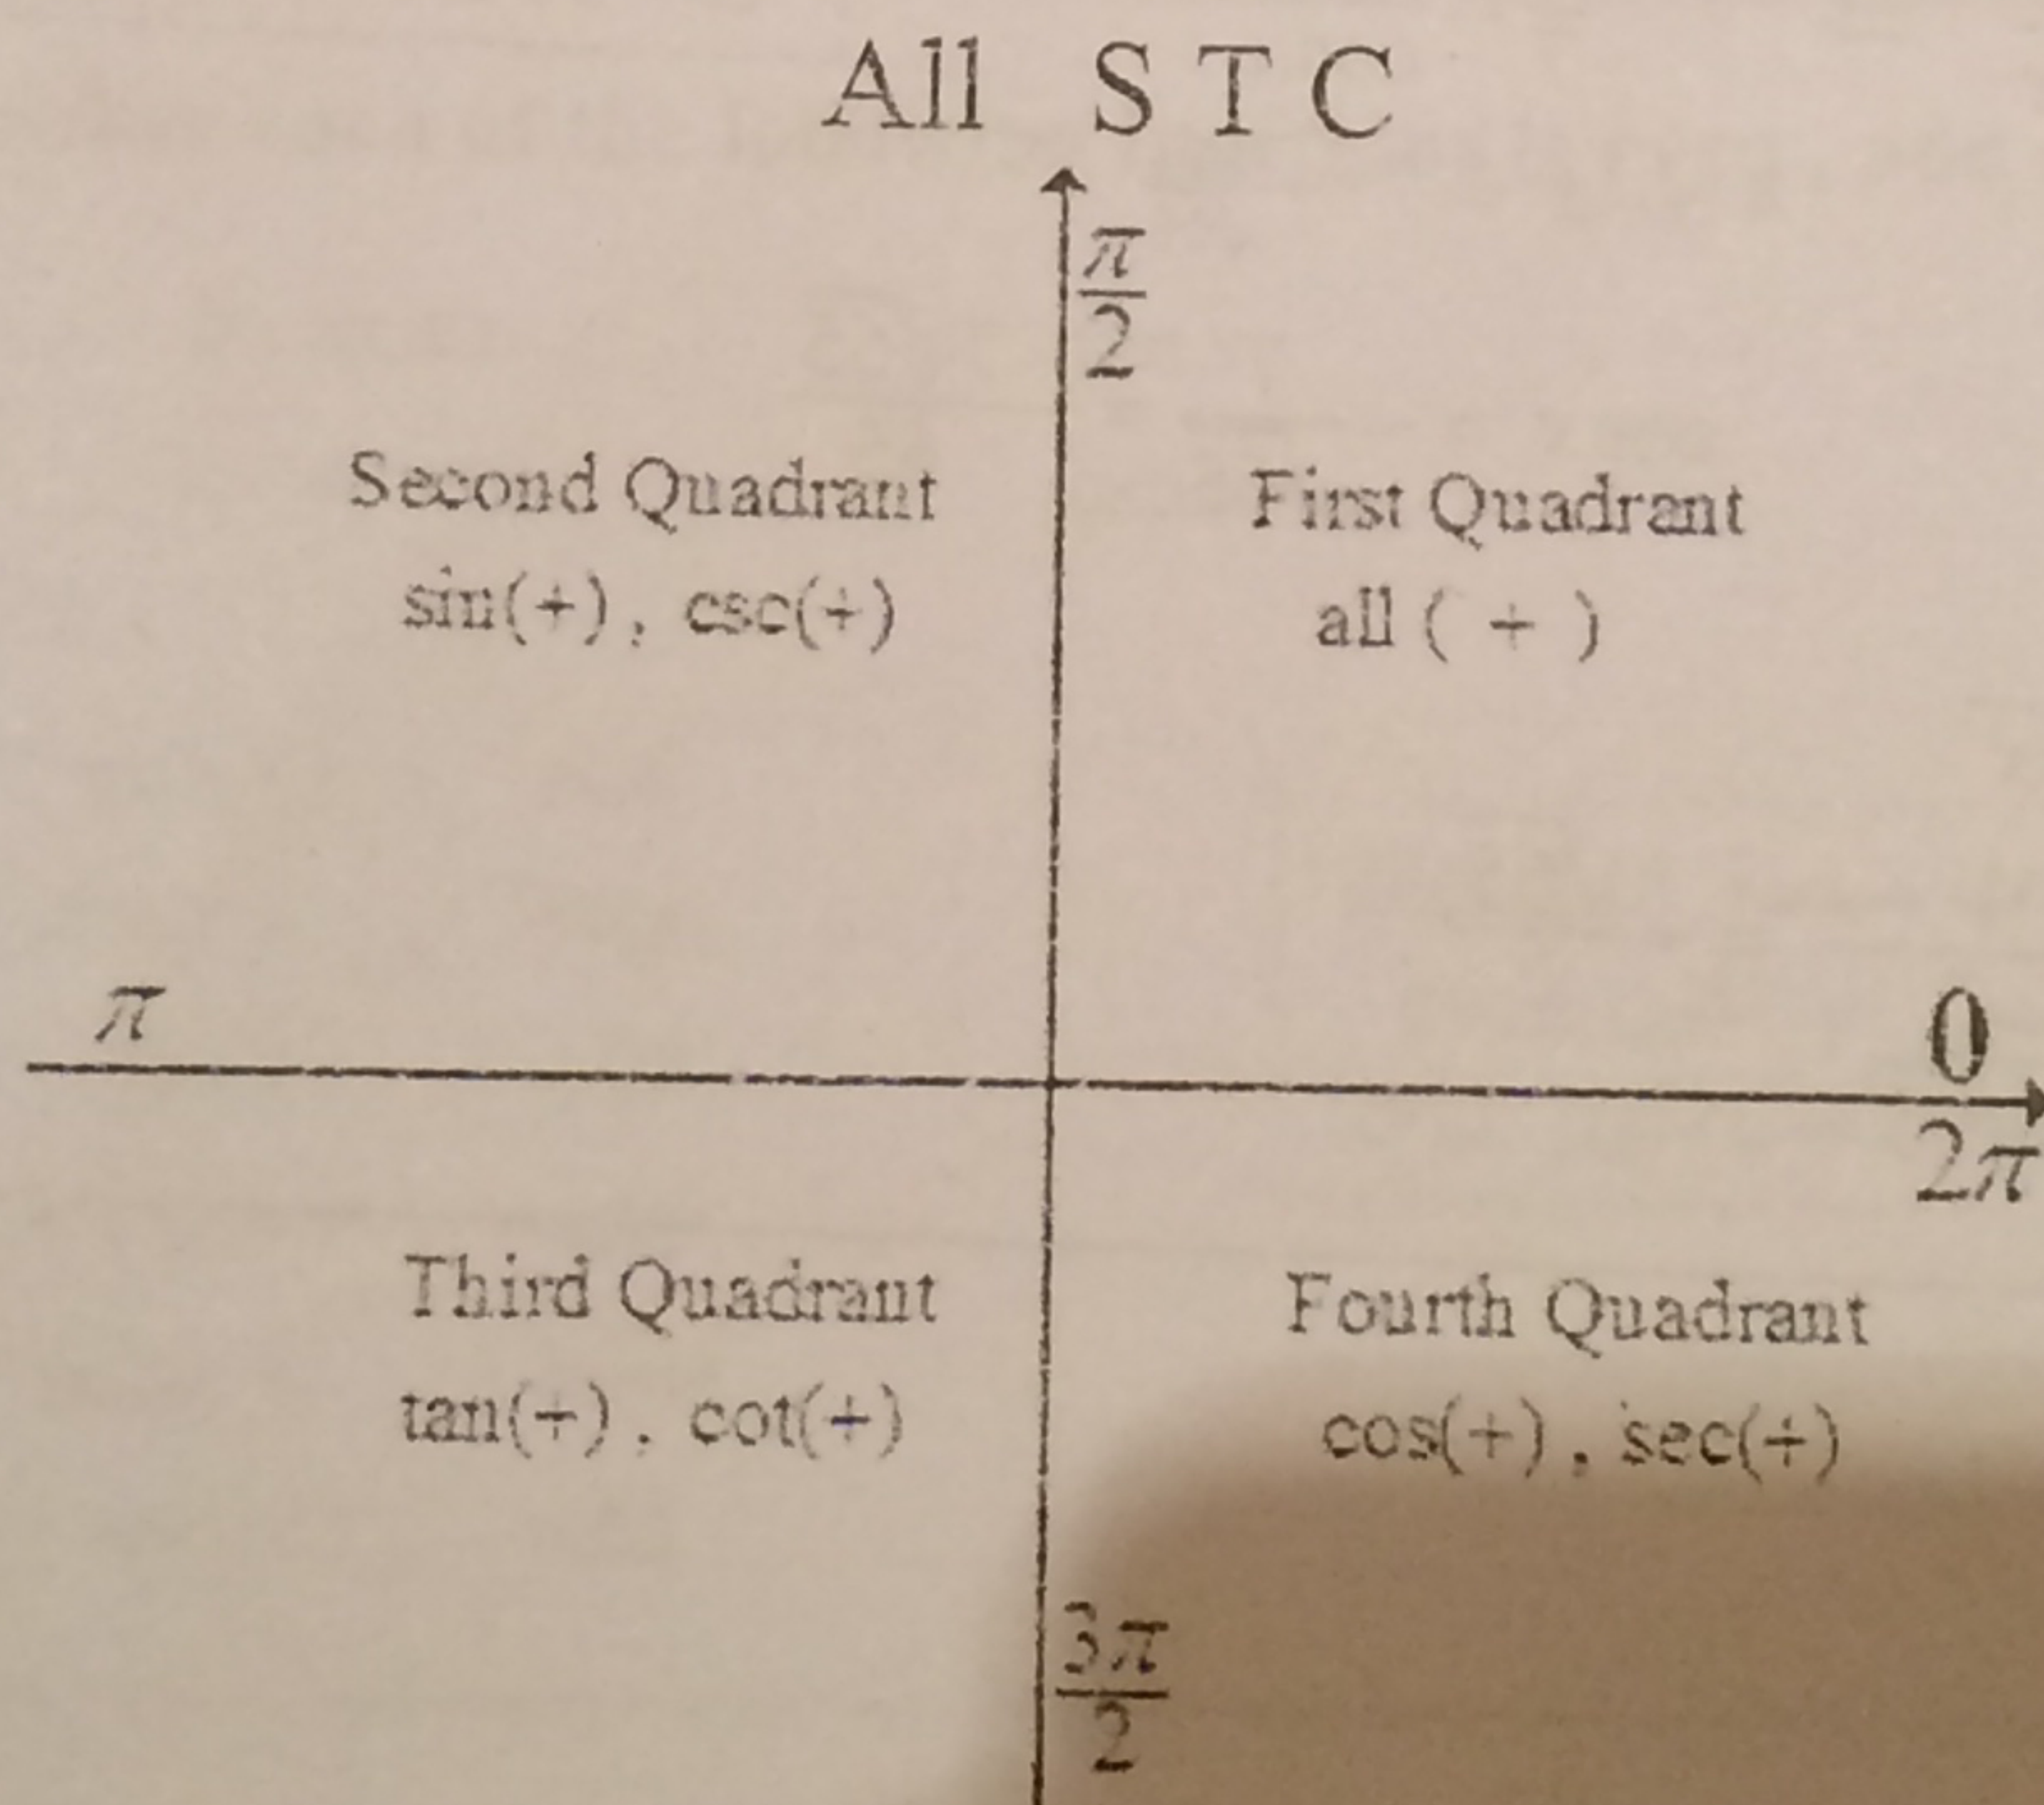 All S T C
π/2
Second Quadrant
sin(+), csc(+)
First Quadrant
all ( + )
π
0
2π
Third Quadrant
tan(+), cot(+)
Fourth Quadrant
cos(+), sec(+)
3π/2